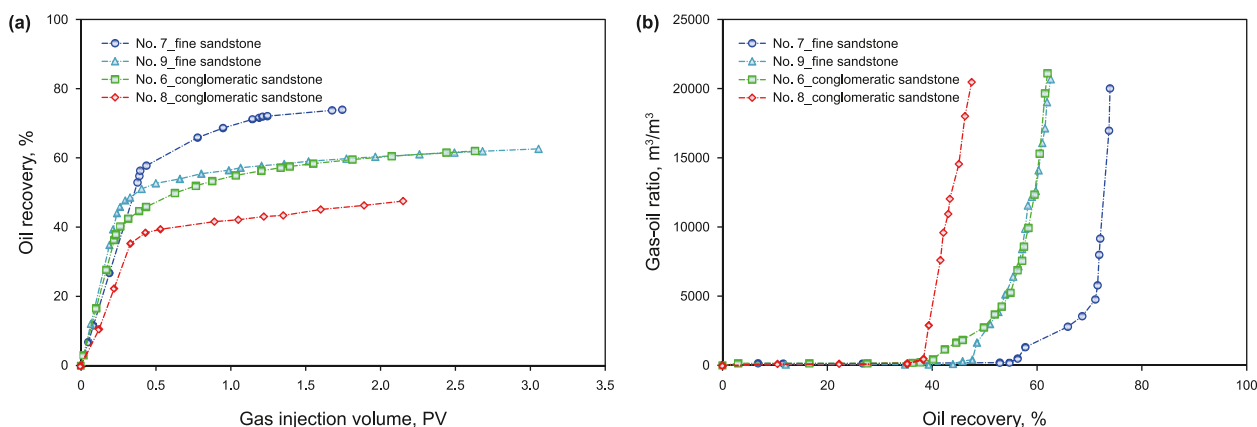 (a)
Oil recovery, %
100
80
60
40
20
0
No. 7_fine sandstone
No. 9_fine sandstone
No. 6_conglomeratic sandstone
No. 8_conglomeratic sandstone
0 0.5 1.0 1.5 2.0 2.5 3.0 3.5
Gas injection volume, PV
(b)
Gas-oil ratio, m³/m³
25000
20000
15000
10000
5000
0
No. 7_fine sandstone
No. 9_fine sandstone
No. 6_conglomeratic sandstone
No. 8_conglomeratic sandstone
0 20 40 60 80 100
Oil recovery, %